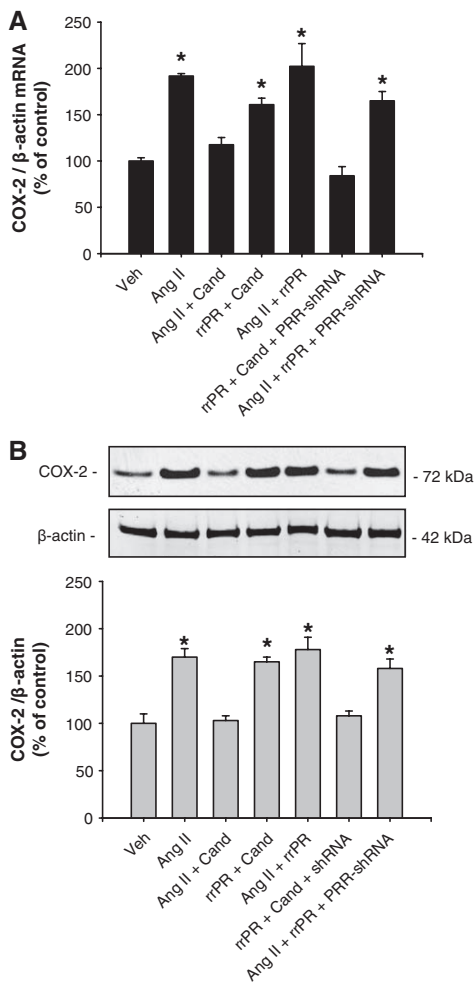 A
COX-2 / β-actin mRNA
(% of control)
250
200
150
100
50
0
*
*
*
*
Veh
Ang II
Ang II + Cand
rrPR + Cand
Ang II + rrPR
rrPR + Cand + PRR-shRNA
Ang II + rrPR + PRR-shRNA
B
COX-2 -
- 72 kDa
β-actin -
- 42 kDa
COX-2 /β-actin
(% of control)
250
200
150
100
50
0
*
*
*
*
Veh
Ang II
Ang II + Cand
rrPR + Cand
Ang II + rrPR
rrPR + Cand + shRNA
Ang II + rrPR + PRR-shRNA